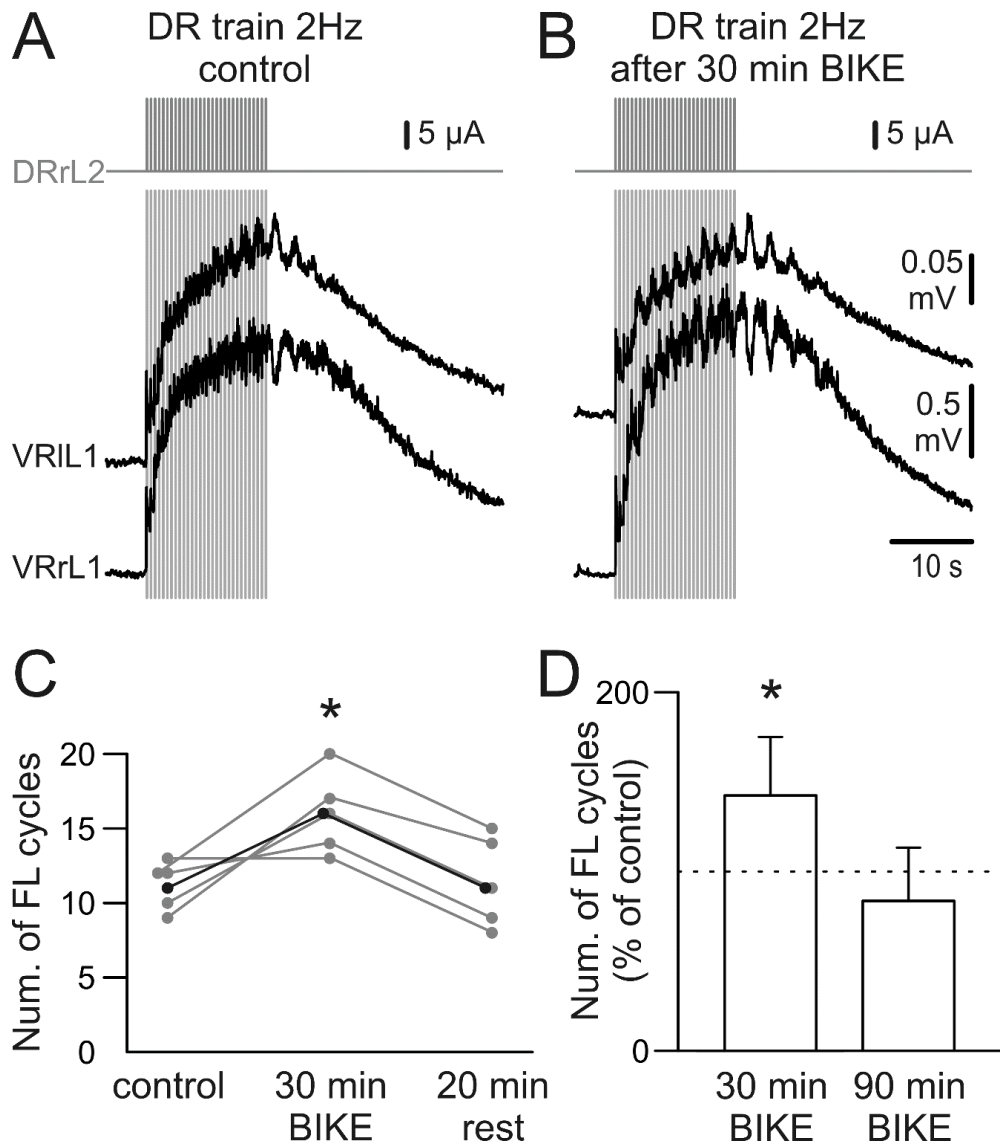 A
DR train 2Hz
control
B
DR train 2Hz
after 30 min BIKE
5 µA
5 µA
DRrL2
0.05
mV
0.5
mV
VRlL1
VRrL1
10 s
C
*
Num. of FL cycles
20
15
10
5
0
control
30 min
BIKE
20 min
rest
D
*
Num. of FL cycles
(% of control)
200
0
30 min
BIKE
90 min
BIKE